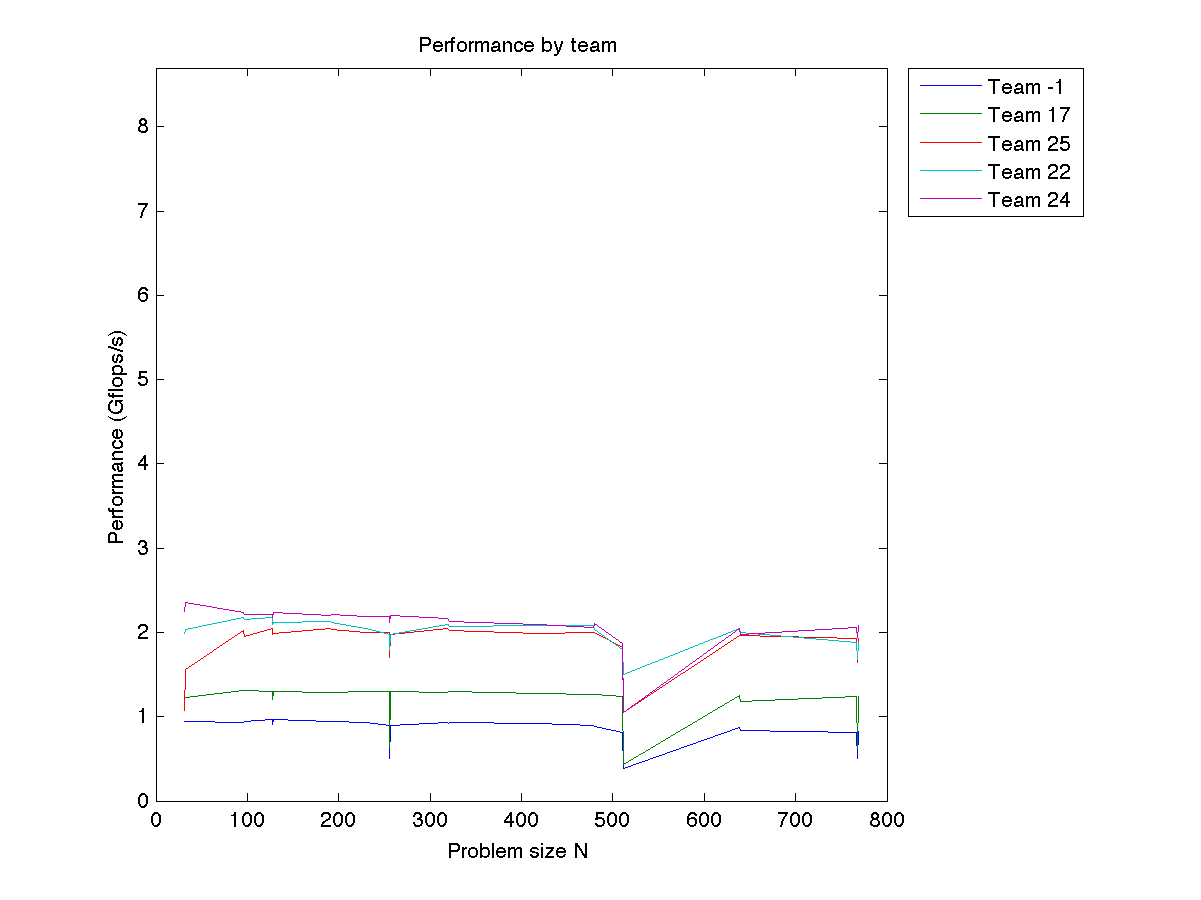 Performance by team
Team -1
Team 17
Team 25
Team 22
Team 24
8
7
6
5
4
3
2
1
0
Performance (Gflops/s)
0 100 200 300 400 500 600 700 800
Problem size N